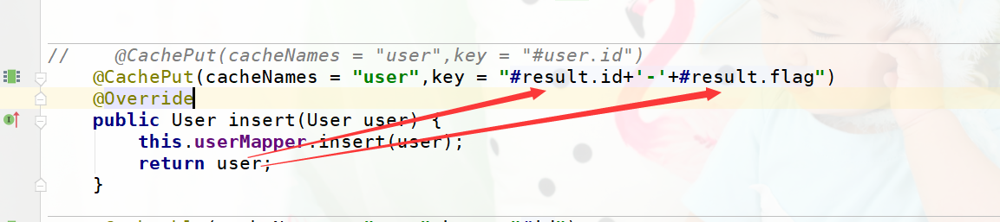 //    @CachePut(cacheNames = "user",key = "#user.id")
@CachePut(cacheNames = "user",key = "#result.id+'-'+#result.flag")
@Override
public User insert(User user) {
this.userMapper.insert(user);
return user;
}